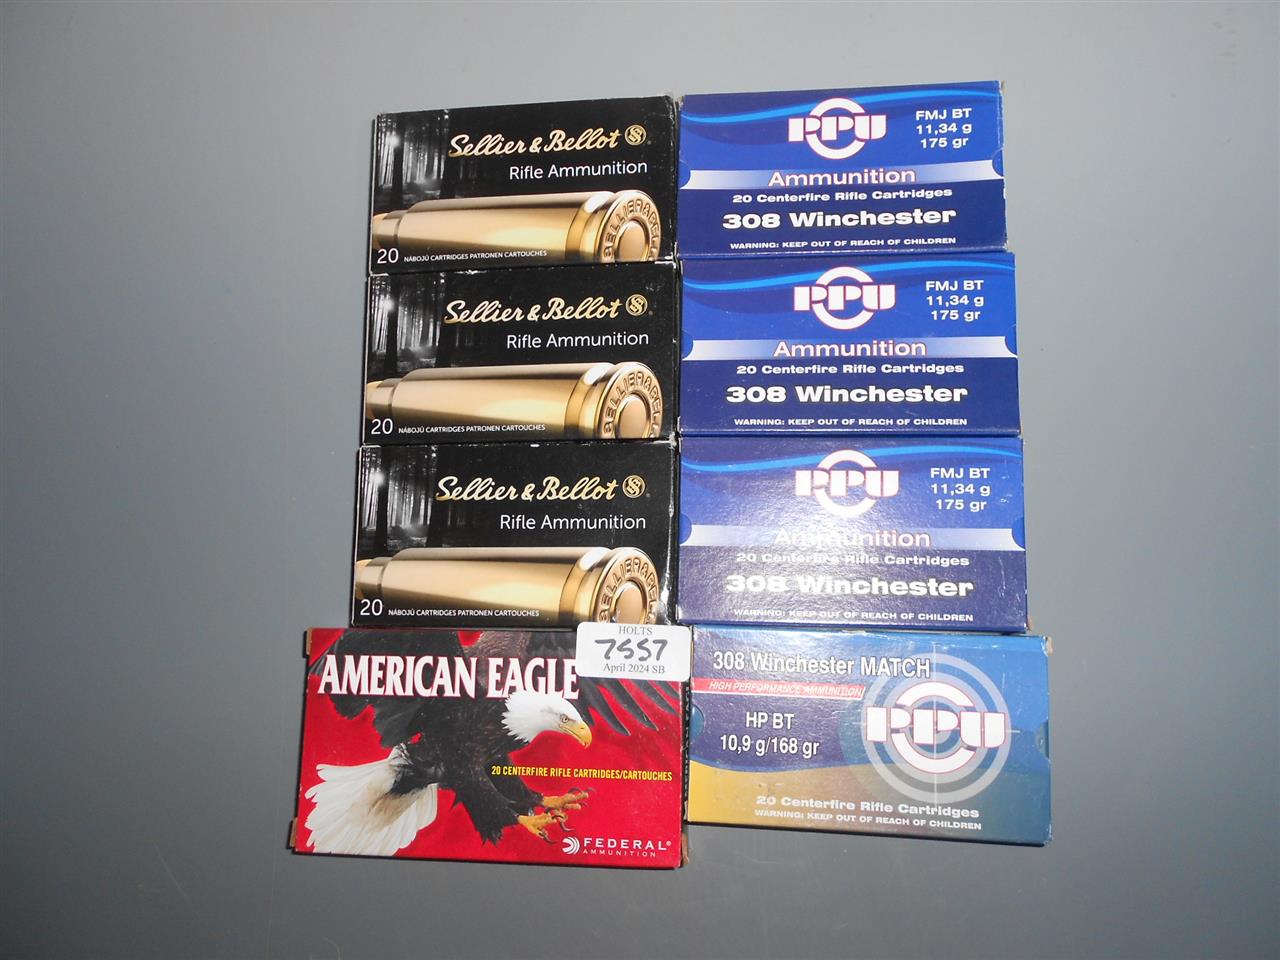 Sellier & Bellot
Rifle Ammunition
SELLIER & BELL
20 NÁBOJŮ CARTRIDGES PATRONEN CARTOUCHES
PPU
FMJ BT
11,34 g
175 gr
Ammunition
20 Centerfire Rifle Cartridges
308 Winchester
WARNING: KEEP OUT OF REACH OF CHILDREN
Sellier & Bellot
Rifle Ammunition
SELLIER & BELL
20 NÁBOJŮ CARTRIDGES PATRONEN CARTOUCHES
PPU
FMJ BT
11,34 g
175 gr
Ammunition
20 Centerfire Rifle Cartridges
308 Winchester
WARNING: KEEP OUT OF REACH OF CHILDREN
Sellier & Bellot
Rifle Ammunition
SELLIER & BELL
20 NÁBOJŮ CARTRIDGES PATRONEN CARTOUCHES
PPU
FMJ BT
11,34 g
175 gr
Ammunition
20 Centerfire Rifle Cartridges
308 Winchester
WARNING: KEEP OUT OF REACH OF CHILDREN
HOLTS
7557
April 2024 SB
AMERICAN EAGLE
20 CENTERFIRE RIFLE CARTRIDGES/CARTOUCHES
FEDERAL®
AMMUNITION
308 Winchester MATCH
HIGH PERFORMANCE AMMUNITION
PPU
HP BT
10,9 g/168 gr
20 Centerfire Rifle Cartridges
WARNING: KEEP OUT OF REACH OF CHILDREN